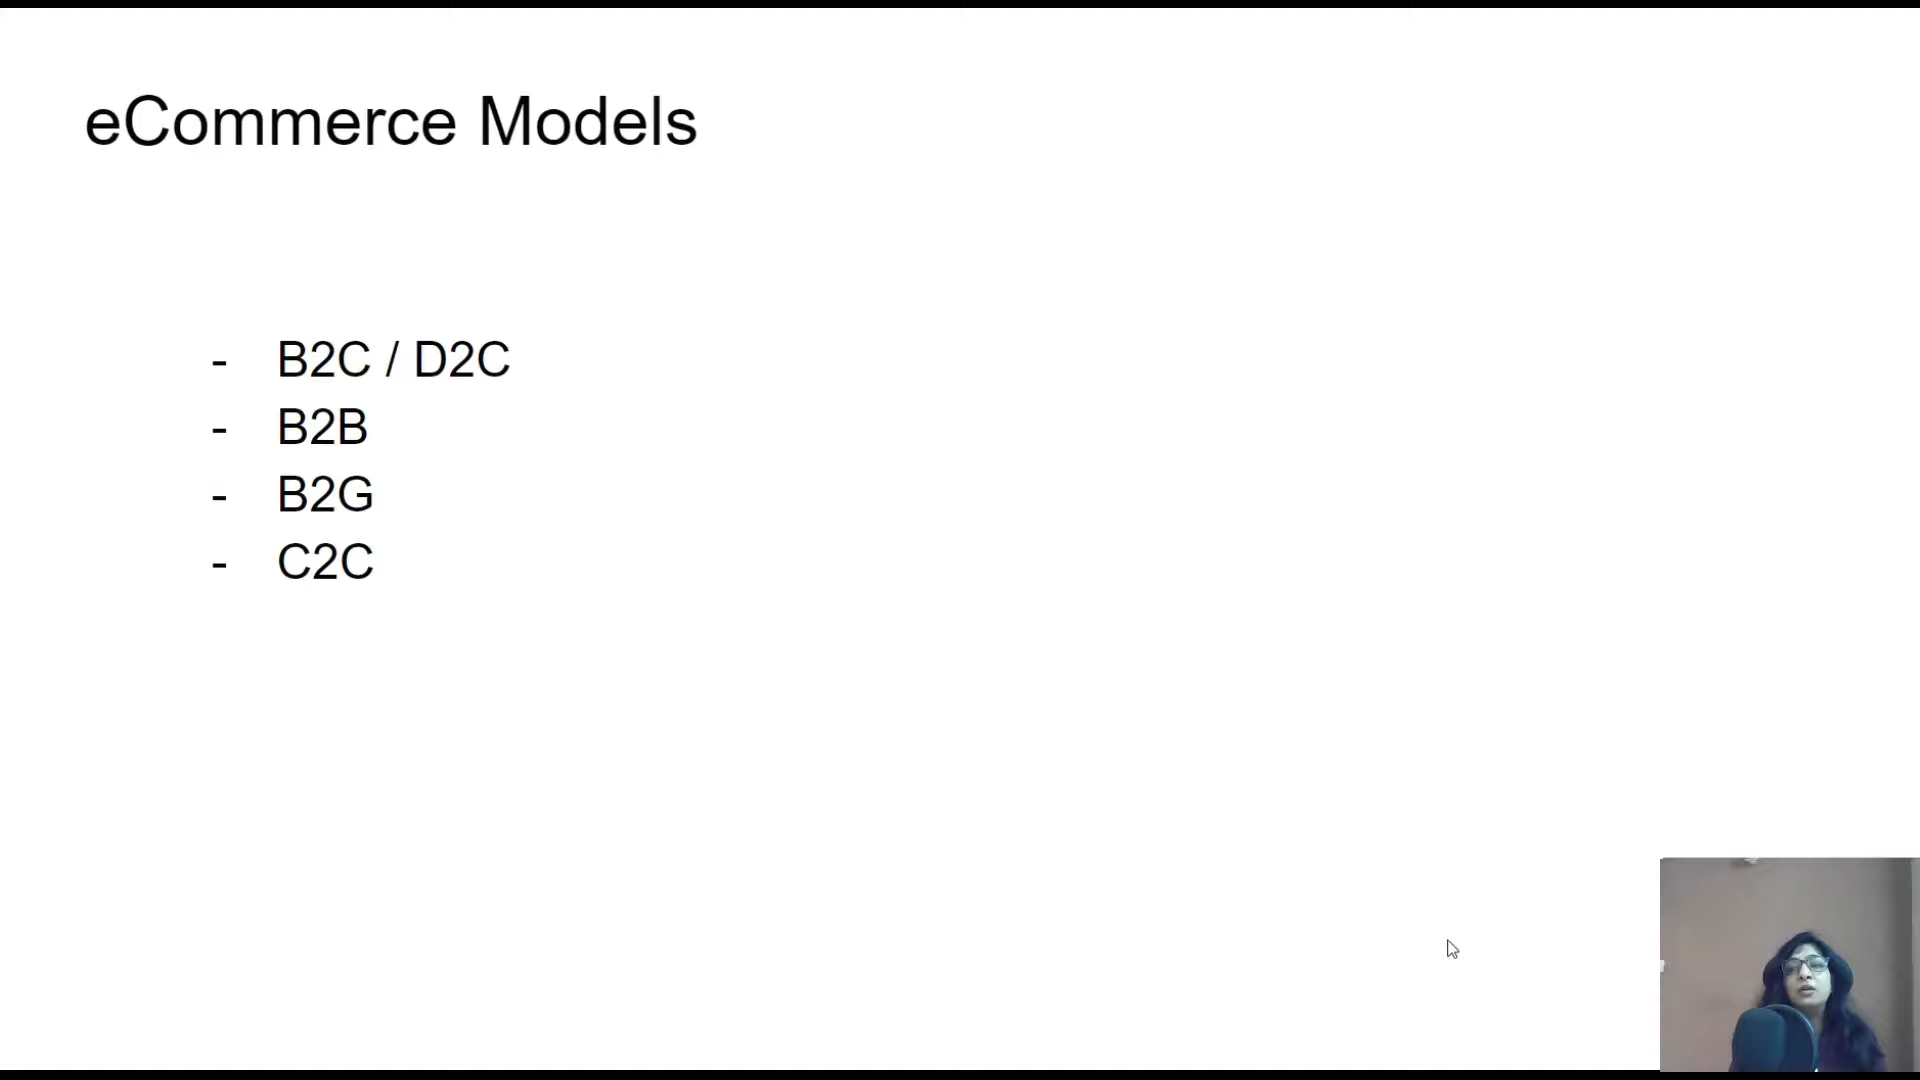 eCommerce Models
- B2C / D2C
- B2B
- B2G
- C2C